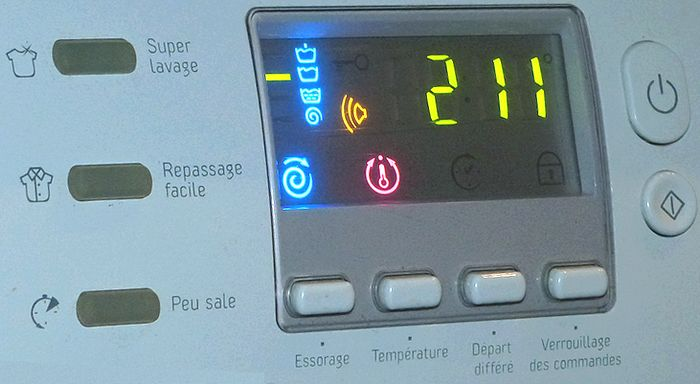 Super
lavage
211
Repassage
facile
Peu sale
Essorage
Température
Départ
différé
Verrouillage
des commandes